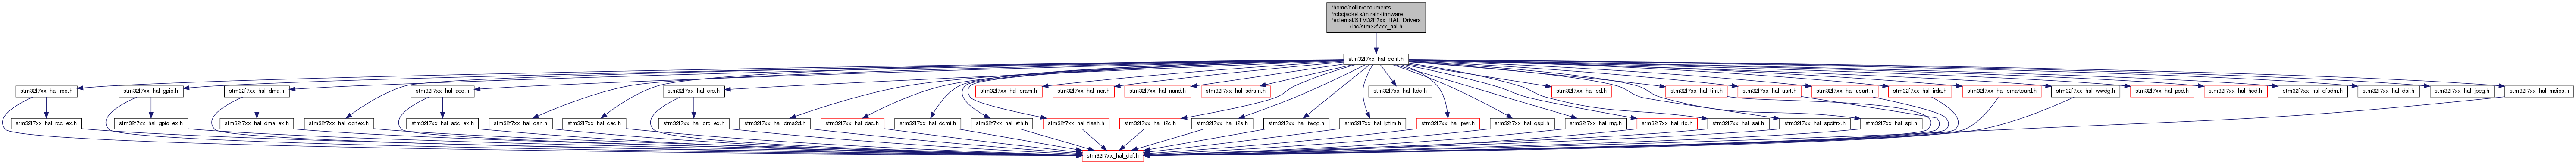 /home/collin/documents
/robojackets/mtrain-firmware
/external/STM32F7xx_HAL_Drivers
/Inc/stm32f7xx_hal.h
stm32f7xx_hal_conf.h
stm32f7xx_hal_rcc.h
stm32f7xx_hal_gpio.h
stm32f7xx_hal_dma.h
stm32f7xx_hal_adc.h
stm32f7xx_hal_crc.h
stm32f7xx_hal_sram.h
stm32f7xx_hal_nor.h
stm32f7xx_hal_nand.h
stm32f7xx_hal_sdram.h
stm32f7xx_hal_ltdc.h
stm32f7xx_hal_sd.h
stm32f7xx_hal_tim.h
stm32f7xx_hal_uart.h
stm32f7xx_hal_usart.h
stm32f7xx_hal_irda.h
stm32f7xx_hal_smartcard.h
stm32f7xx_hal_wwdg.h
stm32f7xx_hal_pcd.h
stm32f7xx_hal_hcd.h
stm32f7xx_hal_dfsdm.h
stm32f7xx_hal_dsi.h
stm32f7xx_hal_jpeg.h
stm32f7xx_hal_mdios.h
stm32f7xx_hal_rcc_ex.h
stm32f7xx_hal_gpio_ex.h
stm32f7xx_hal_dma_ex.h
stm32f7xx_hal_cortex.h
stm32f7xx_hal_adc_ex.h
stm32f7xx_hal_can.h
stm32f7xx_hal_cec.h
stm32f7xx_hal_crc_ex.h
stm32f7xx_hal_dma2d.h
stm32f7xx_hal_dac.h
stm32f7xx_hal_dcmi.h
stm32f7xx_hal_eth.h
stm32f7xx_hal_flash.h
stm32f7xx_hal_i2c.h
stm32f7xx_hal_i2s.h
stm32f7xx_hal_iwdg.h
stm32f7xx_hal_lptim.h
stm32f7xx_hal_pwr.h
stm32f7xx_hal_qspi.h
stm32f7xx_hal_rng.h
stm32f7xx_hal_rtc.h
stm32f7xx_hal_sai.h
stm32f7xx_hal_spdifrx.h
stm32f7xx_hal_spi.h
stm32f7xx_hal_def.h